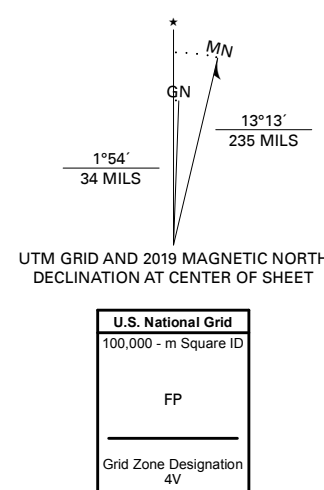 ★
MN
GN
13°13´
235 MILS
1°54´
34 MILS
UTM GRID AND 2019 MAGNETIC NORTH
DECLINATION AT CENTER OF SHEET
U.S. National Grid
100,000 - m Square ID
FP
Grid Zone Designation
4V